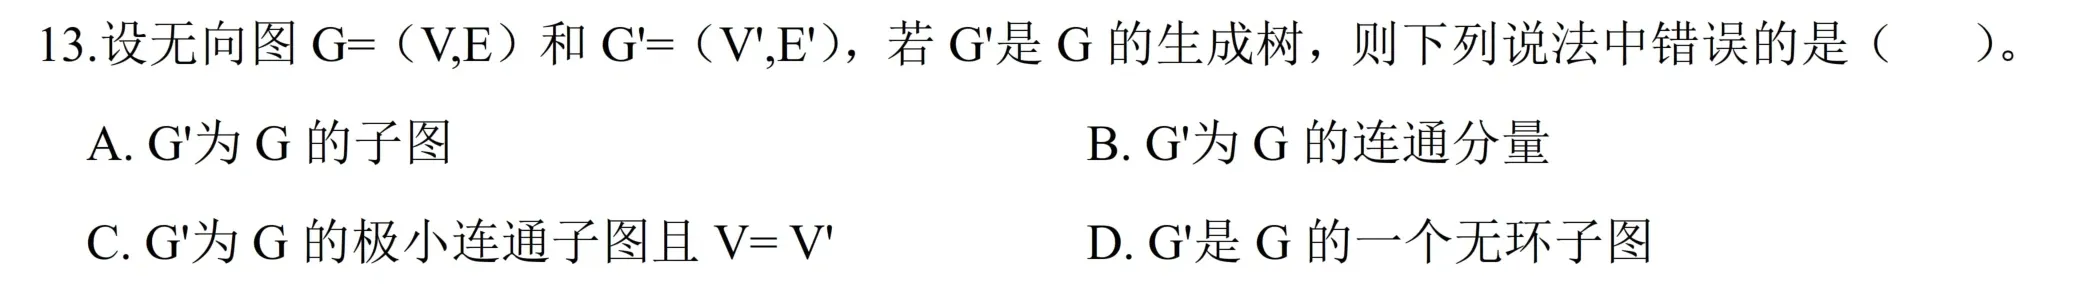 13.设无向图 G=（V,E）和 G'=（V',E'），若 G'是 G 的生成树，则下列说法中错误的是（　　）。
A. G'为 G 的子图　　B. G'为 G 的连通分量
C. G'为 G 的极小连通子图且 V= V'　　D. G'是 G 的一个无环子图